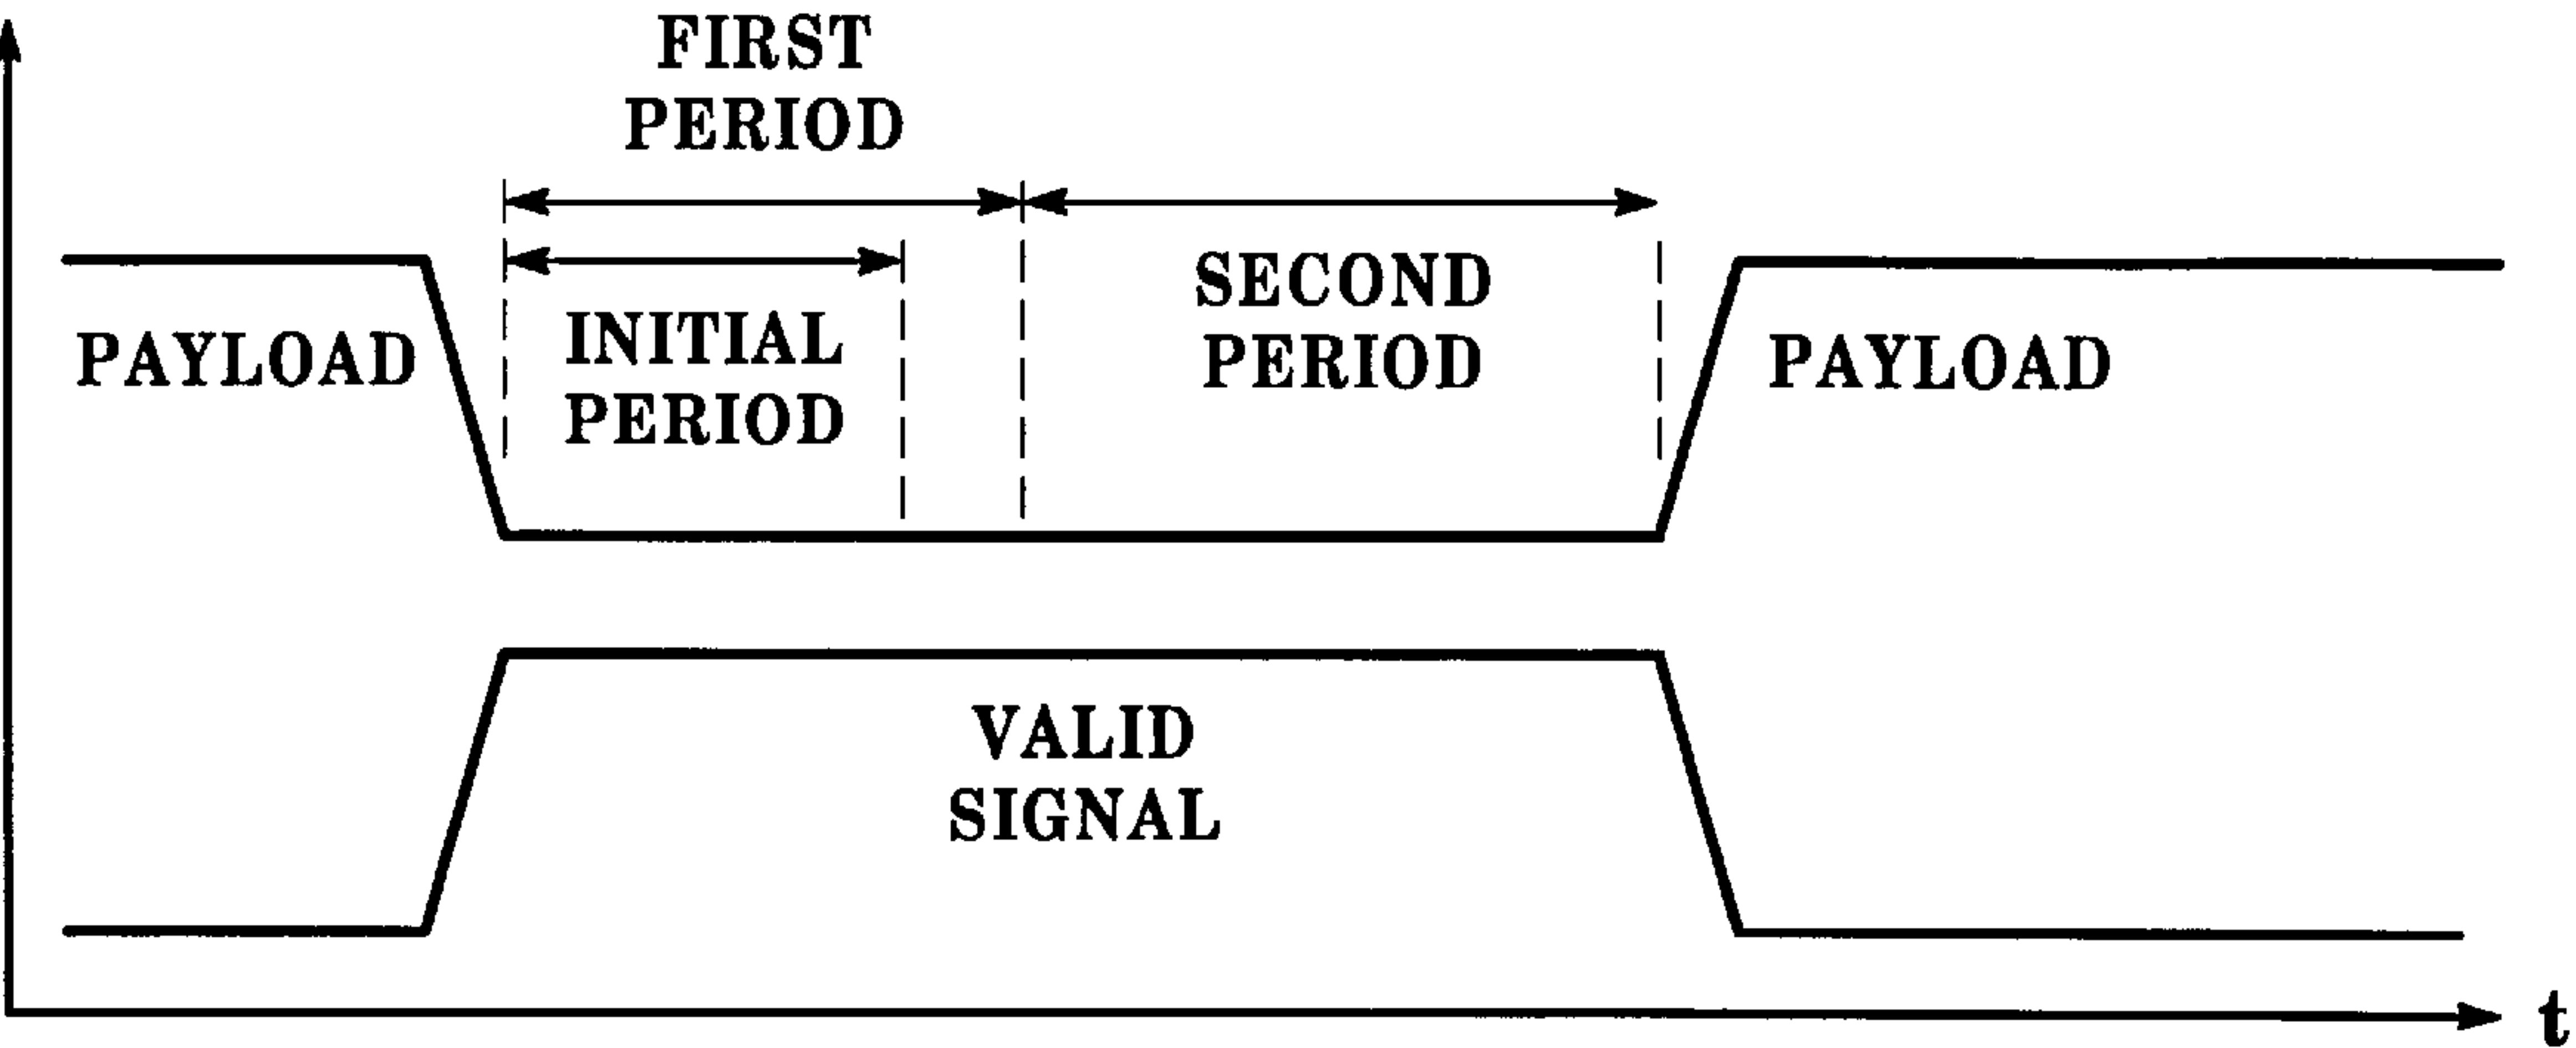 FIRST
PERIOD
PAYLOAD
INITIAL
PERIOD
SECOND
PERIOD
PAYLOAD
VALID
SIGNAL
t